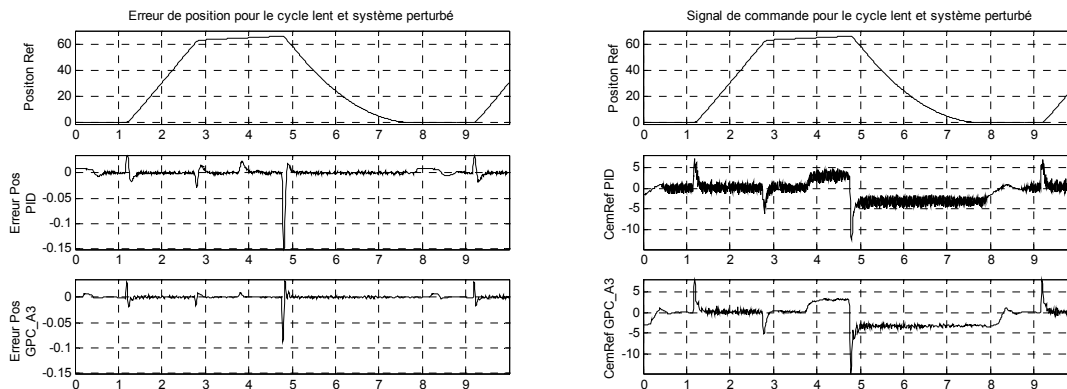 Erreur de position pour le cycle lent et système perturbé
60
40
20
0
Positon Ref
0 1 2 3 4 5 6 7 8 9
0
-0.05
-0.1
-0.15
Erreur Pos
PID
0 1 2 3 4 5 6 7 8 9
0
-0.05
-0.1
-0.15
Erreur Pos
GPC_A3
0 1 2 3 4 5 6 7 8 9
Signal de commande pour le cycle lent et système perturbé
60
40
20
0
Positon Ref
0 1 2 3 4 5 6 7 8 9
5
0
-5
-10
CemRef PID
0 1 2 3 4 5 6 7 8 9
5
0
-5
-10
CemRef GPC_A3
0 1 2 3 4 5 6 7 8 9